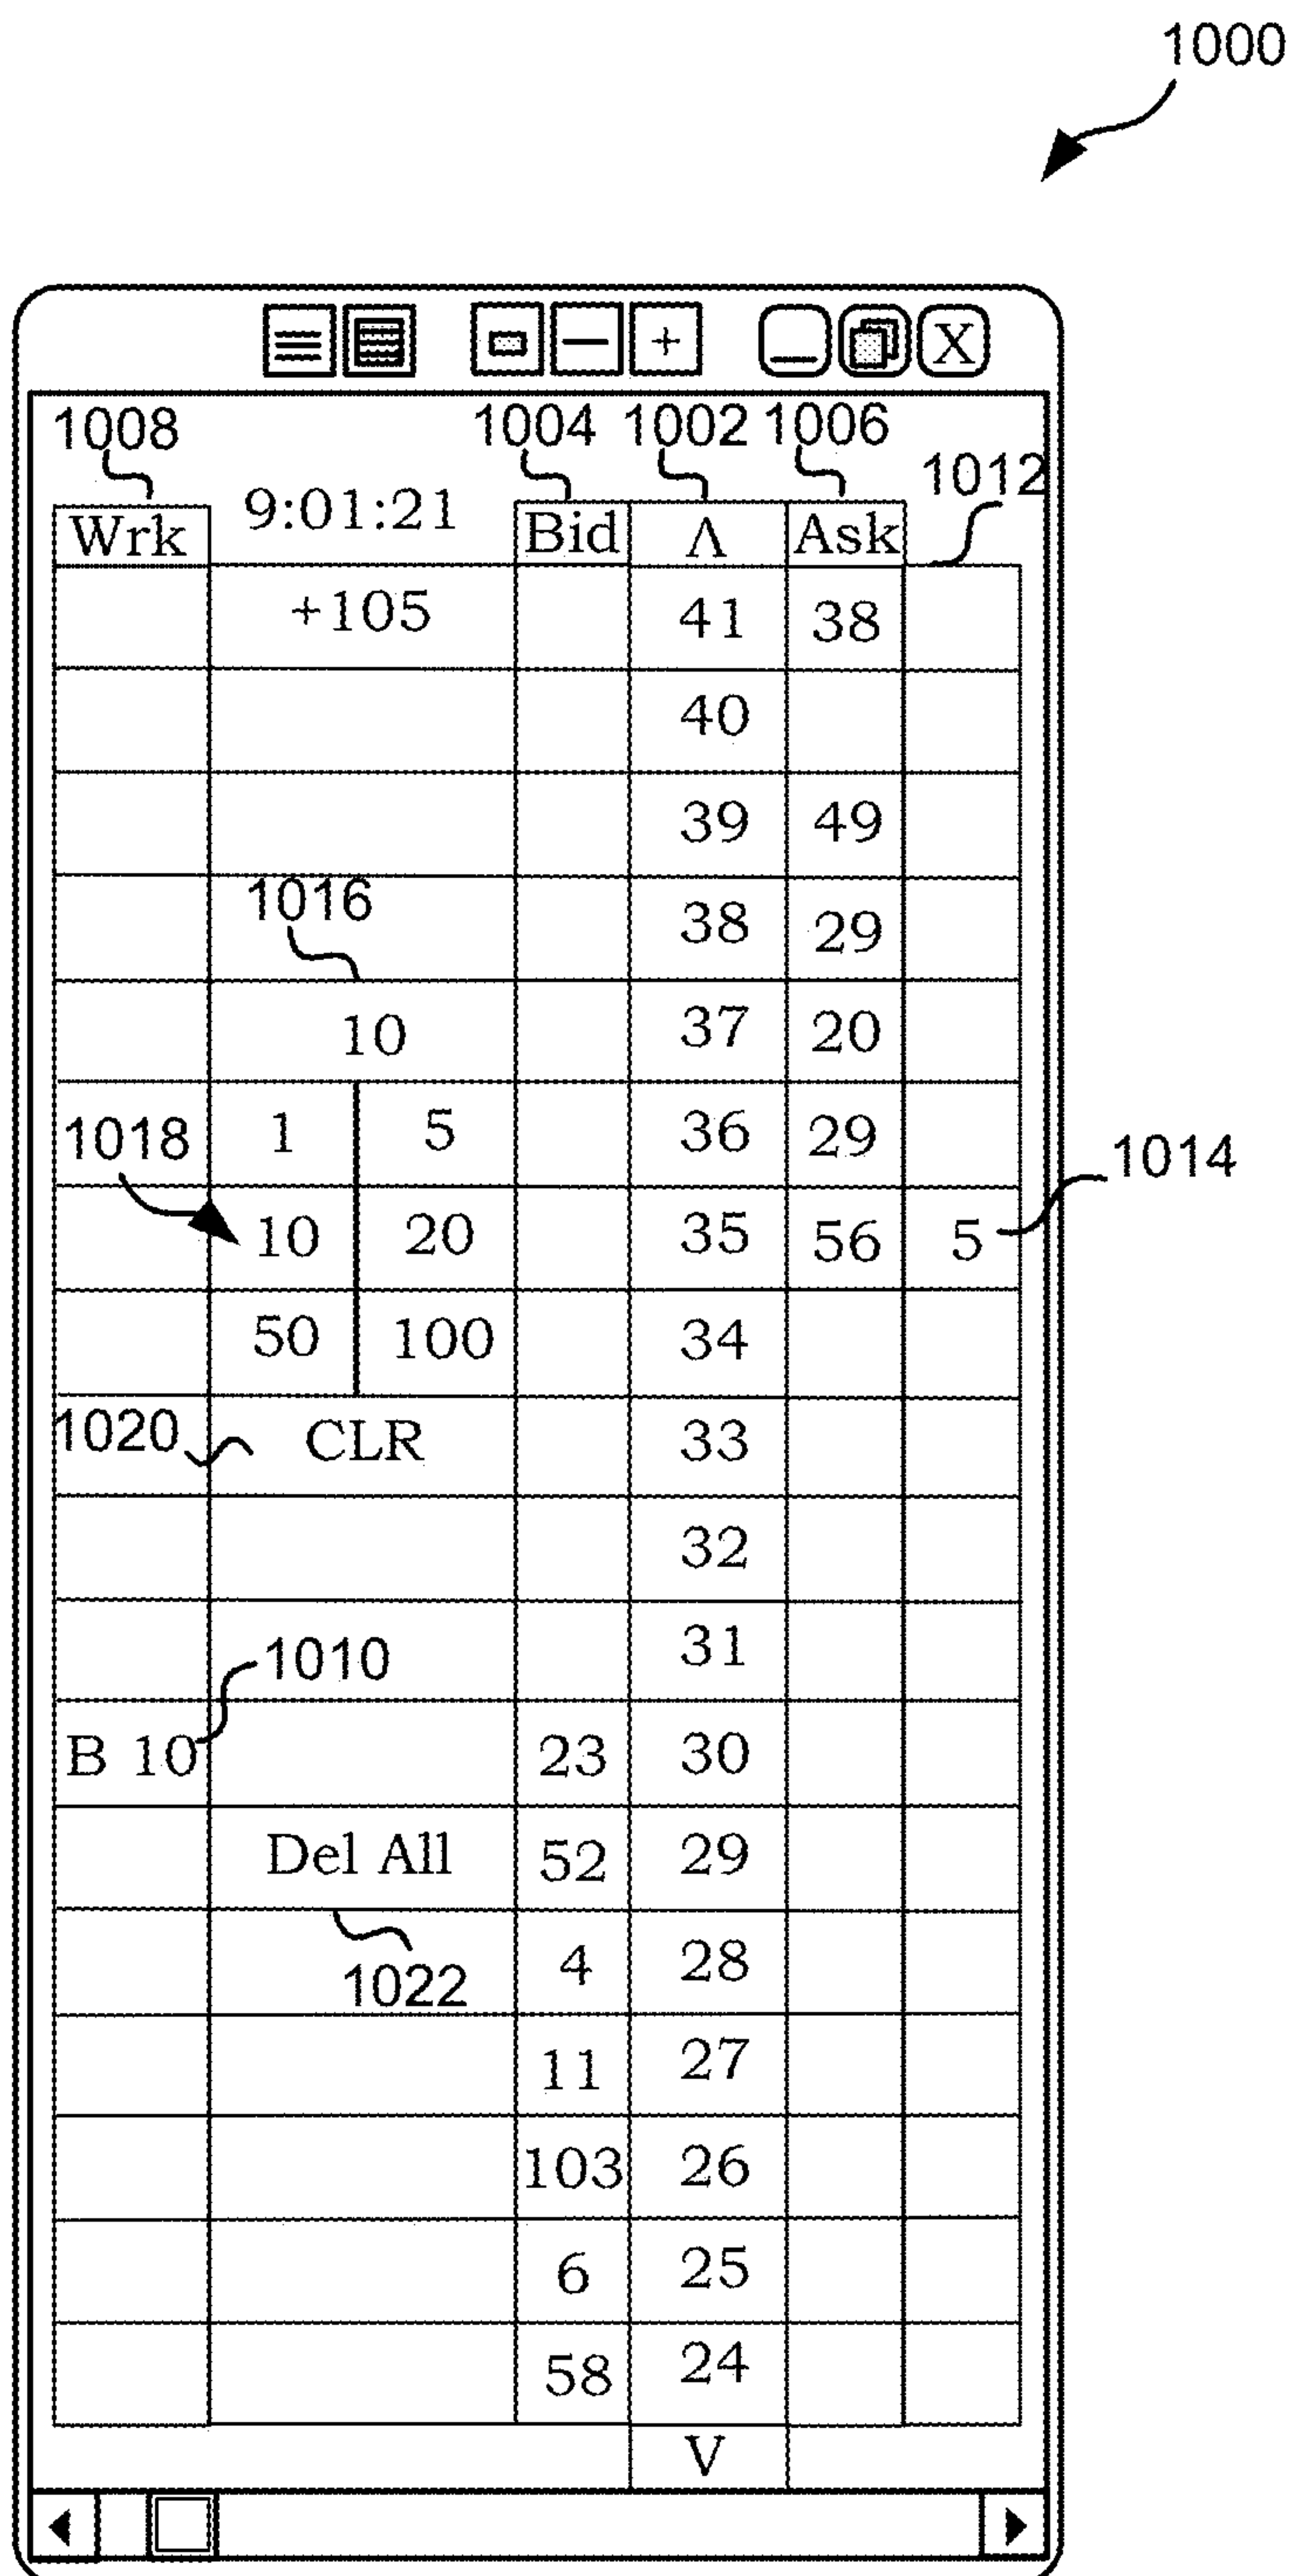 1000
X
1008 1004 1002 1006
1012
Wrk 9:01:21 Bid Λ Ask
+105 41 38
40
39 49
1016 38 29
10 37 20
1018 1 5 36 29
1014
10 20 35 56 5
50 100 34
1020 CLR 33
32
1010 31
B 10 23 30
Del All 52 29
1022 4 28
11 27
103 26
6 25
58 24
V